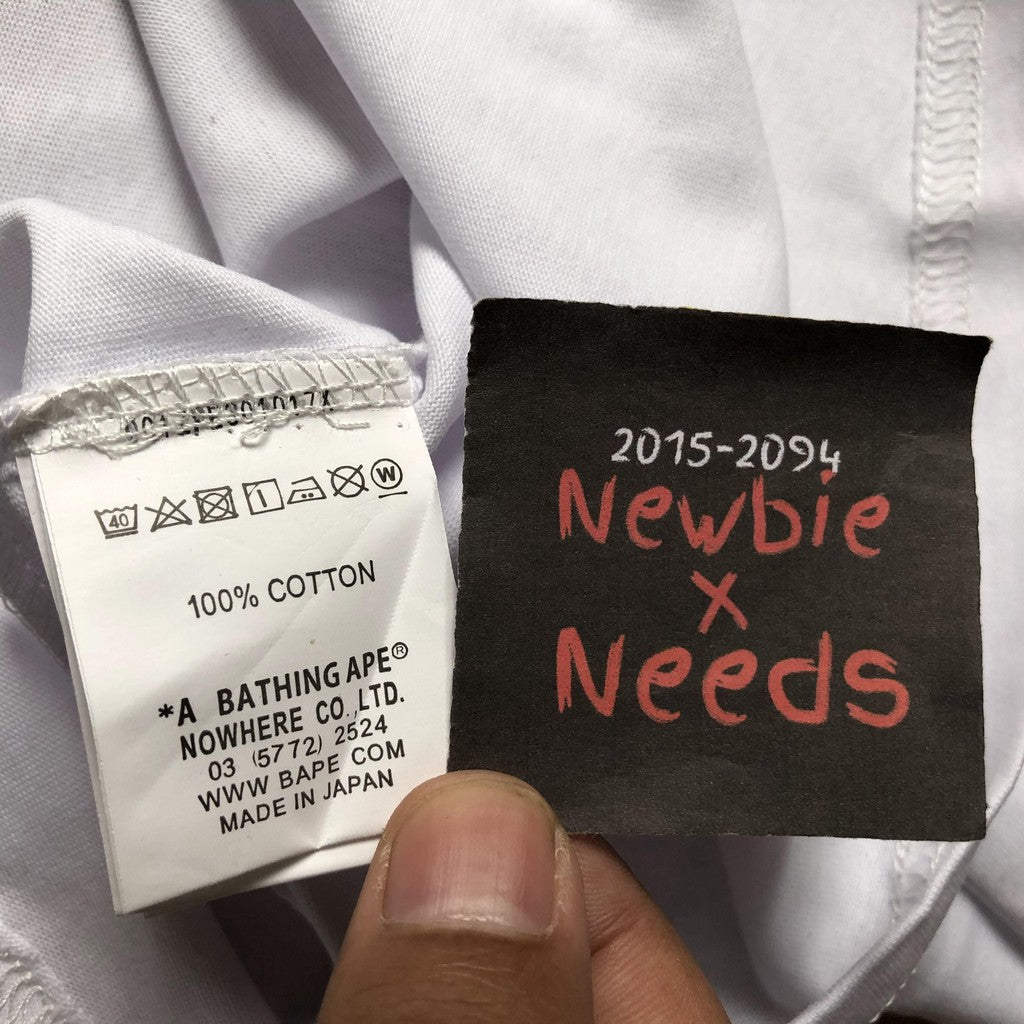 40
W
100% COTTON
*A BATHING APE®
NOWHERE CO.,LTD.
03 (5772) 2524
WWW BAPE COM
MADE IN JAPAN
2015-2094
Newbie
x
Needs